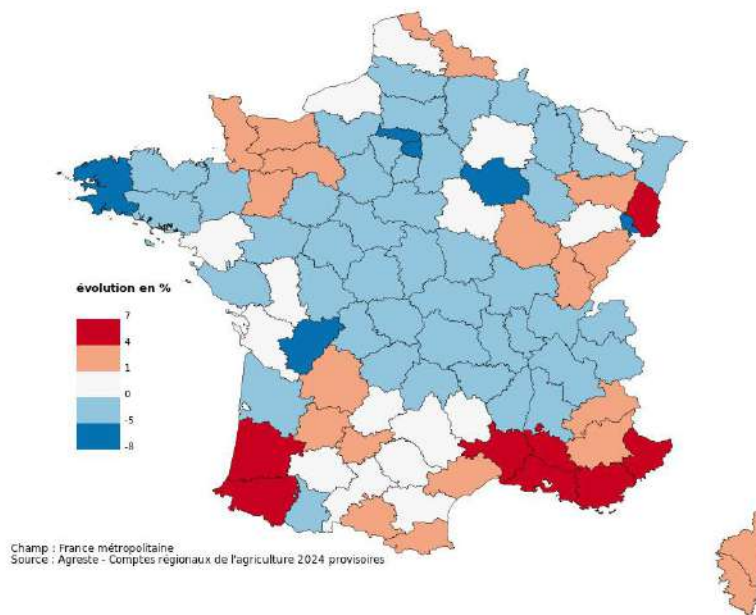 évolution en %
7
4
1
0
-5
-8
Champ : France métropolitaine
Source : Agreste - Comptes régionaux de l'agriculture 2024 provisoires